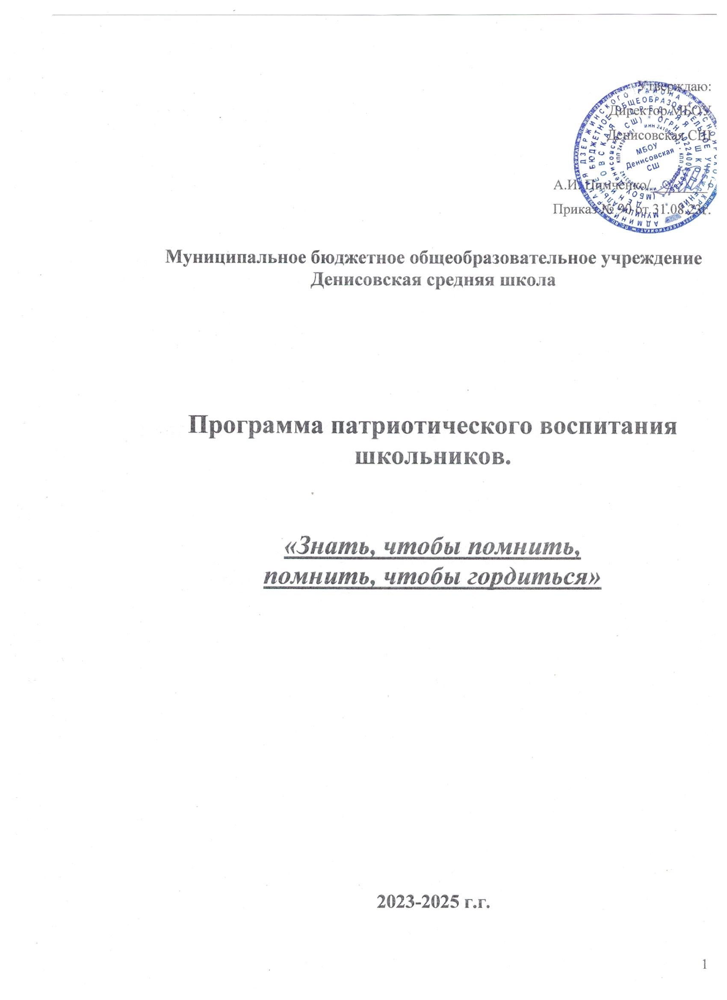 Утверждаю:
Директор МБОУ
Денисовская СШ
А.И. Пимченко/________/
Приказ № 90 от 31.08.23г.
МБОУ
Денисовская
СШ
Муниципальное бюджетное общеобразовательное учреждение
Денисовская средняя школа
Программа патриотического воспитания
школьников.
«Знать, чтобы помнить,
помнить, чтобы гордиться»
2023-2025 г.г.
1